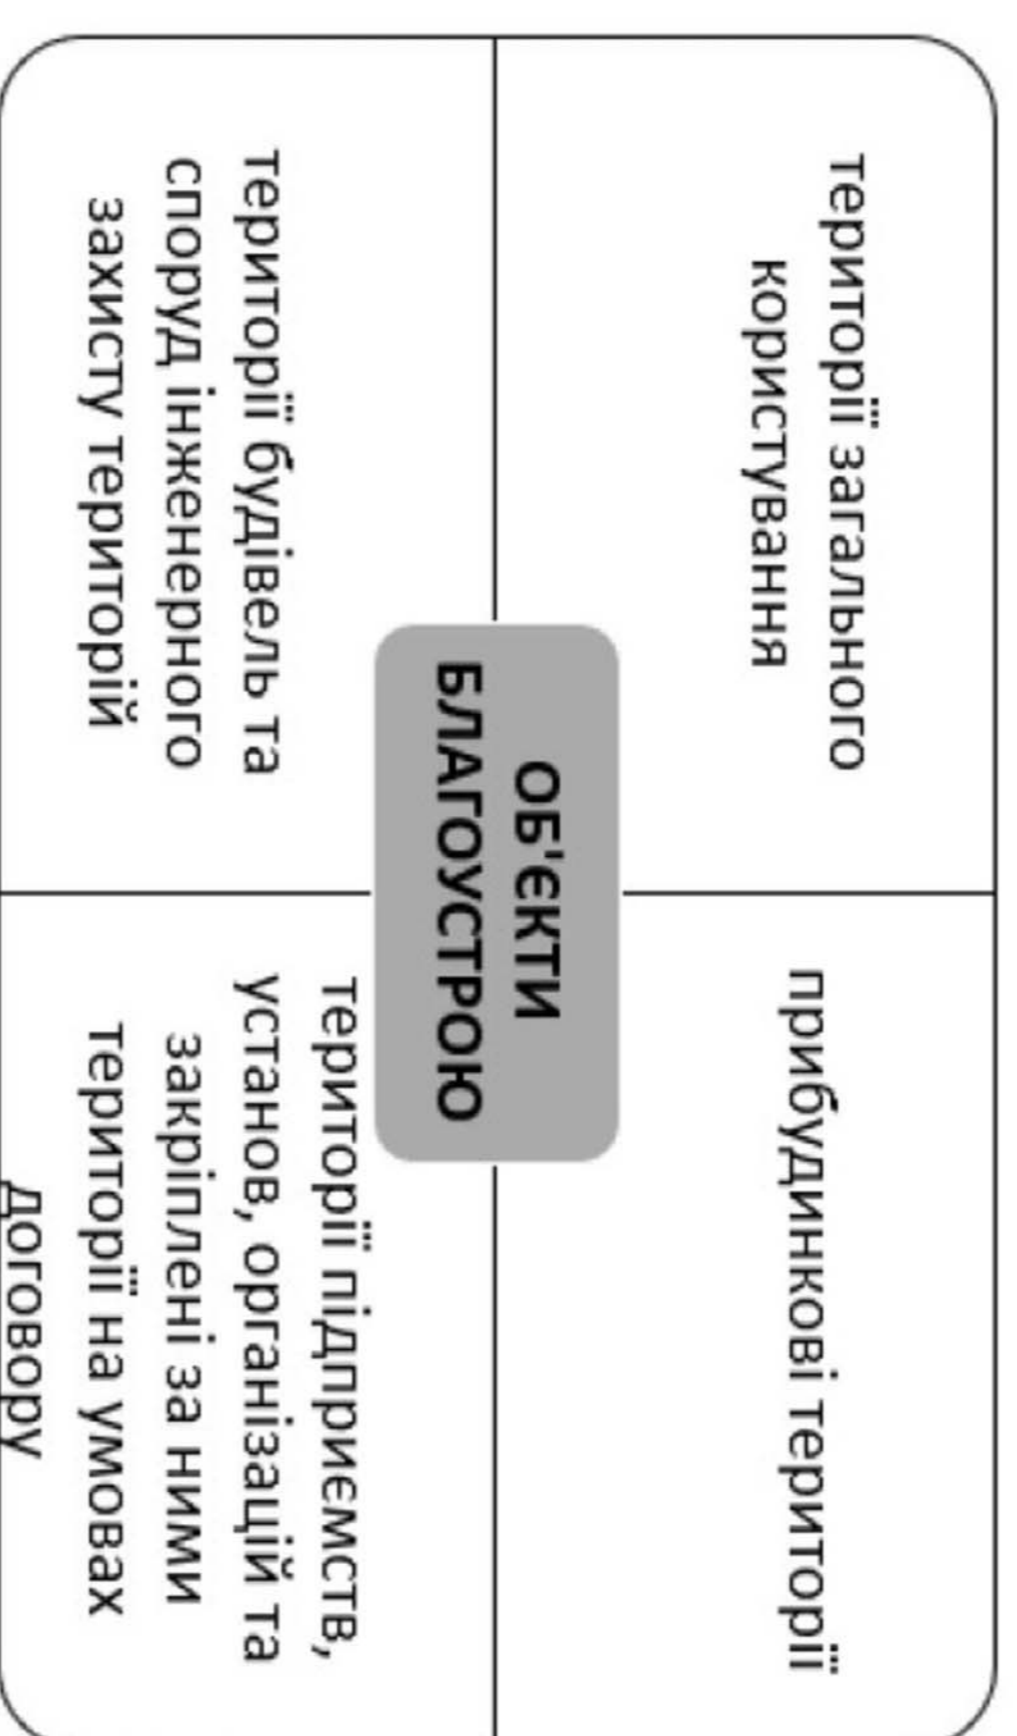 території загального
користування
прибудинкові території
ОБ'ЄКТИ
БЛАГОУСТРОЮ
території будівель та
споруд інженерного
захисту територій
території підприємств,
установ, організацій та
закріплені за ними
території на умовах
договору